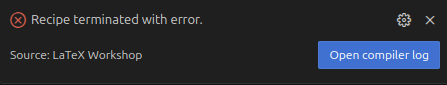 Recipe terminated with error.
Source: LaTeX Workshop
Open compiler log